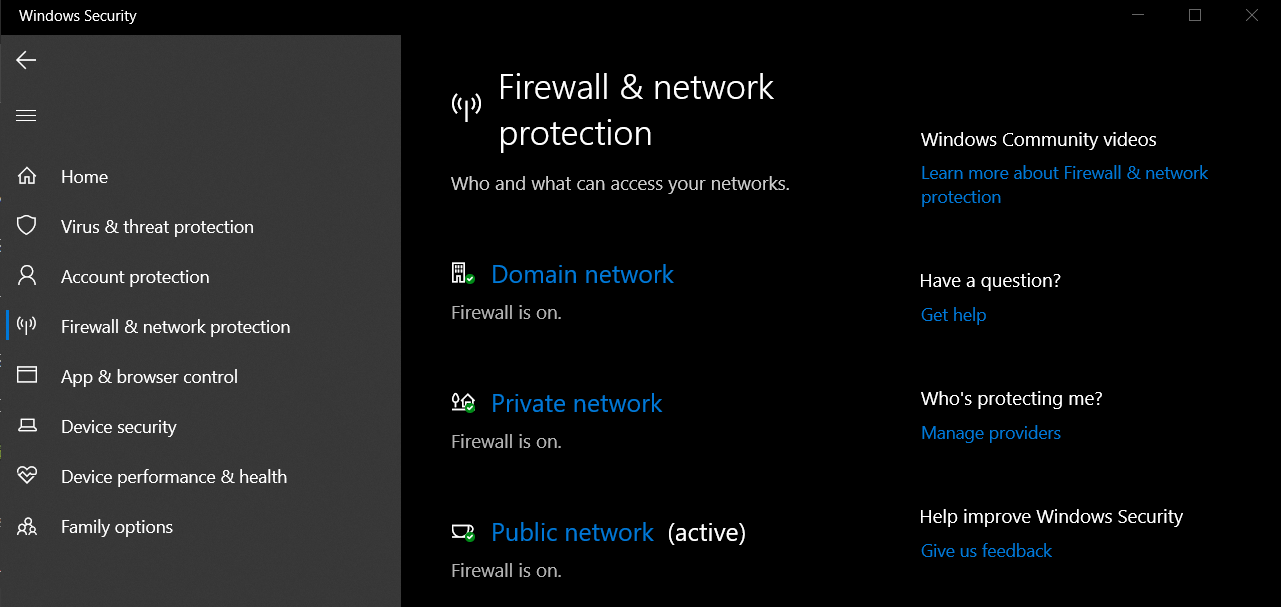 Windows Security
Home
Virus & threat protection
Account protection
Firewall & network protection
App & browser control
Device security
Device performance & health
Family options
Firewall & network
protection
Who and what can access your networks.
Domain network
Firewall is on.
Private network
Firewall is on.
Public network (active)
Firewall is on.
Windows Community videos
Learn more about Firewall & network
protection
Have a question?
Get help
Who's protecting me?
Manage providers
Help improve Windows Security
Give us feedback